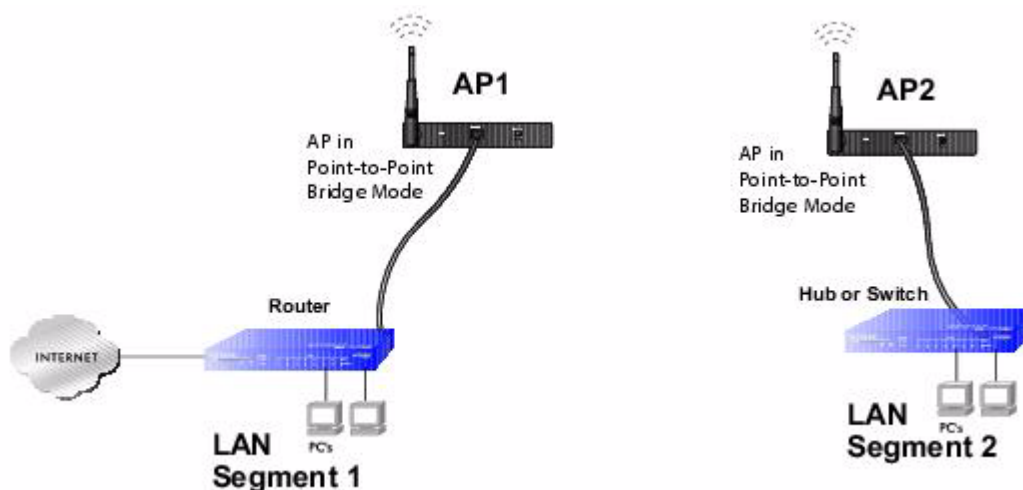 AP1
AP in
Point-to-Point
Bridge Mode
AP2
AP in
Point-to-Point
Bridge Mode
Router
Hub or Switch
INTERNET
PC's
LAN
Segment 1
PC's
LAN
Segment 2